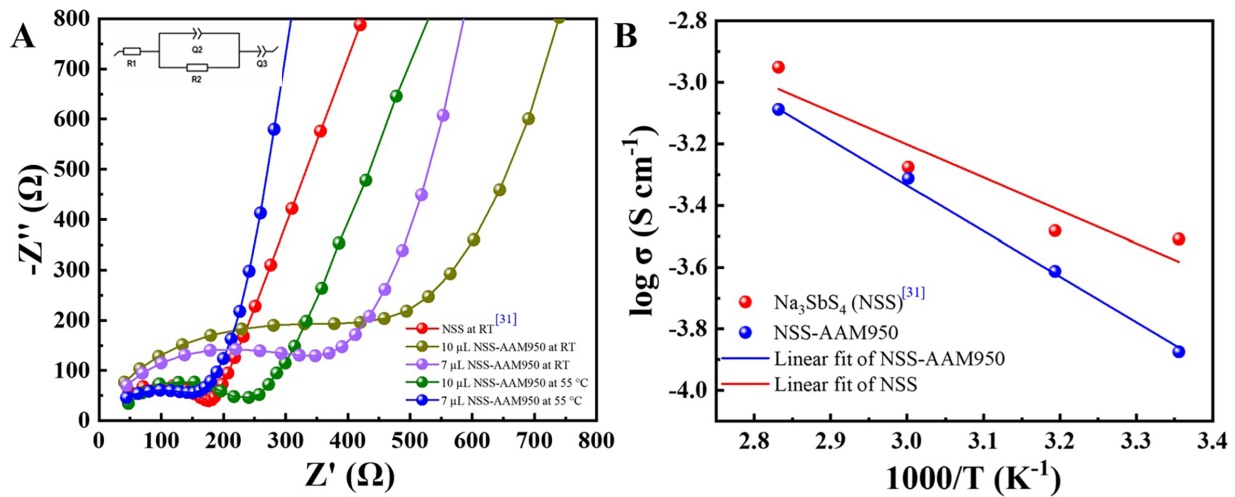 A
R1
Q2
R2
Q3
-Z'' (Ω)
800
700
600
500
400
300
200
100
0
0 100 200 300 400 500 600 700 800
Z' (Ω)
NSS at RT[31]
10 μL NSS-AAM950 at RT
7 μL NSS-AAM950 at RT
10 μL NSS-AAM950 at 55 °C
7 μL NSS-AAM950 at 55 °C
B
log σ (S cm⁻¹)
-2.8
-3.0
-3.2
-3.4
-3.6
-3.8
-4.0
2.8 2.9 3.0 3.1 3.2 3.3 3.4
1000/T (K⁻¹)
Na₃SbS₄ (NSS)[31]
NSS-AAM950
Linear fit of NSS-AAM950
Linear fit of NSS